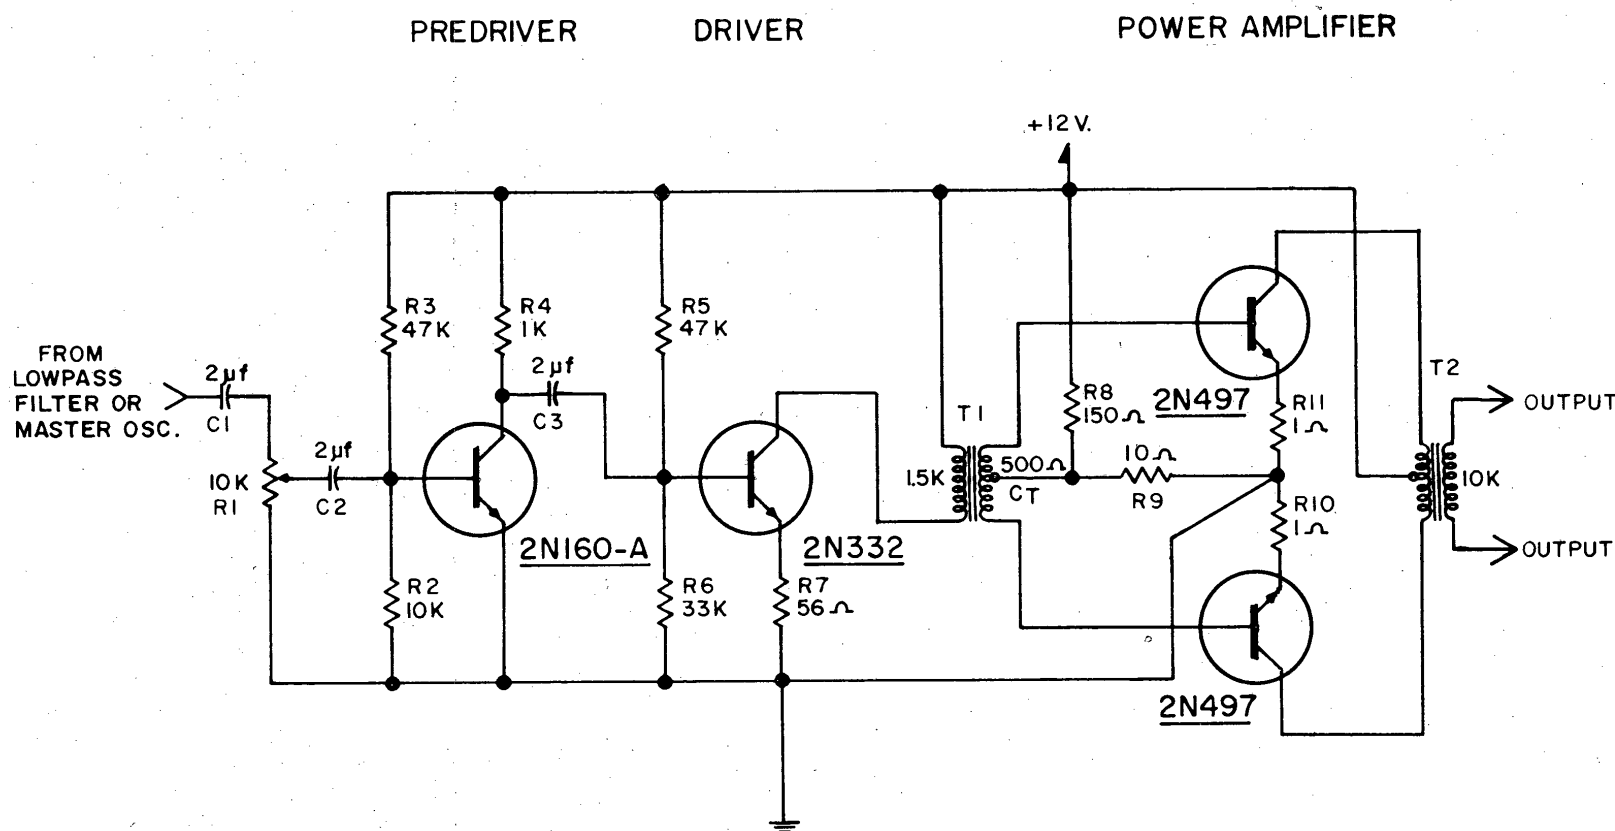 PREDRIVER
DRIVER
POWER AMPLIFIER
+12 V.
R3
47K
R4
1K
R5
47K
FROM
LOWPASS
FILTER OR
MASTER OSC.
2µf
C1
10K
R1
2µf
C2
2µf
C3
2N160-A
R2
10K
2N332
R6
33K
R7
56Ω
T1
1.5K
500Ω
CT
R8
150Ω
10Ω
R9
2N497
R11
1Ω
R10
1Ω
2N497
T2
10K
OUTPUT
OUTPUT